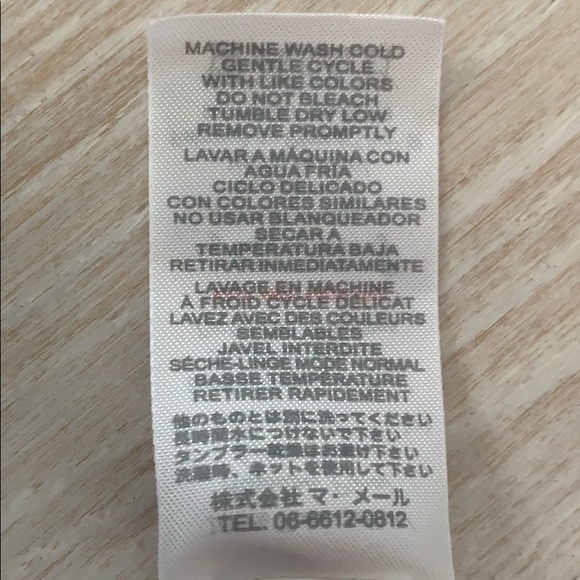 MACHINE WASH COLD
GENTLE CYCLE
WITH LIKE COLORS
DO NOT BLEACH
TUMBLE DRY LOW
REMOVE PROMPTLY
LAVAR A MÁQUINA CON
AGUA FRÍA
CICLO DELICADO
CON COLORES SIMILARES
NO USAR BLANQUEADOR
SECAR A
TEMPERATURA BAJA
RETIRAR INMEDIATAMENTE
LAVAGE EN MACHINE
À FROID CYCLE DÉLICAT
LAVEZ AVEC DES COULEURS
SEMBLABLES
JAVEL INTERDITE
SÉCHE-LINGE MODE NORMAL
BASSE TEMPÉRATURE
RETIRER RAPIDEMENT
他のものとは別に洗ってください
長時間水につけないで下さい
タンブラー乾燥はお避け下さい
洗濯時、ネットを使用して下さい
株式会社 マ・メール
TEL. 06-6612-0612